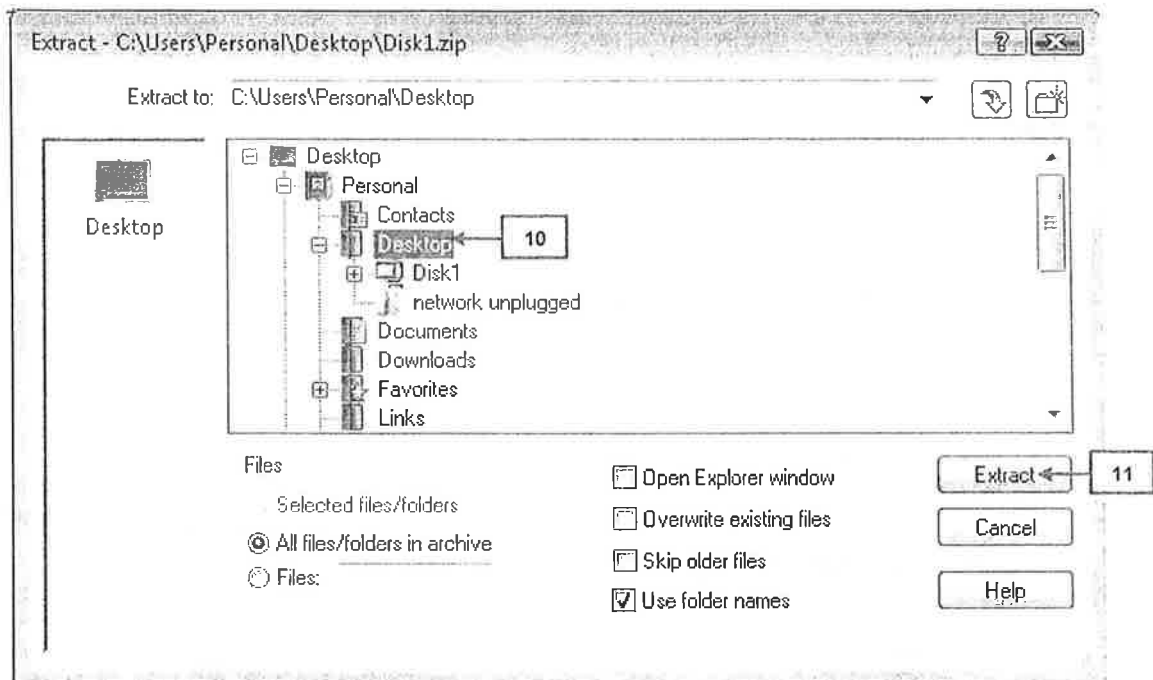 Extract - C:\Users\Personal\Desktop\Disk1.zip
Extract to: C:\Users\Personal\Desktop
Desktop
Desktop
Personal
Contacts
Desktop
10
Disk1
network unplugged
Documents
Downloads
Favorites
Links
Files
Selected files/folders
All files/folders in archive
Files:
Open Explorer window
Overwrite existing files
Skip older files
Use folder names
Extract
11
Cancel
Help